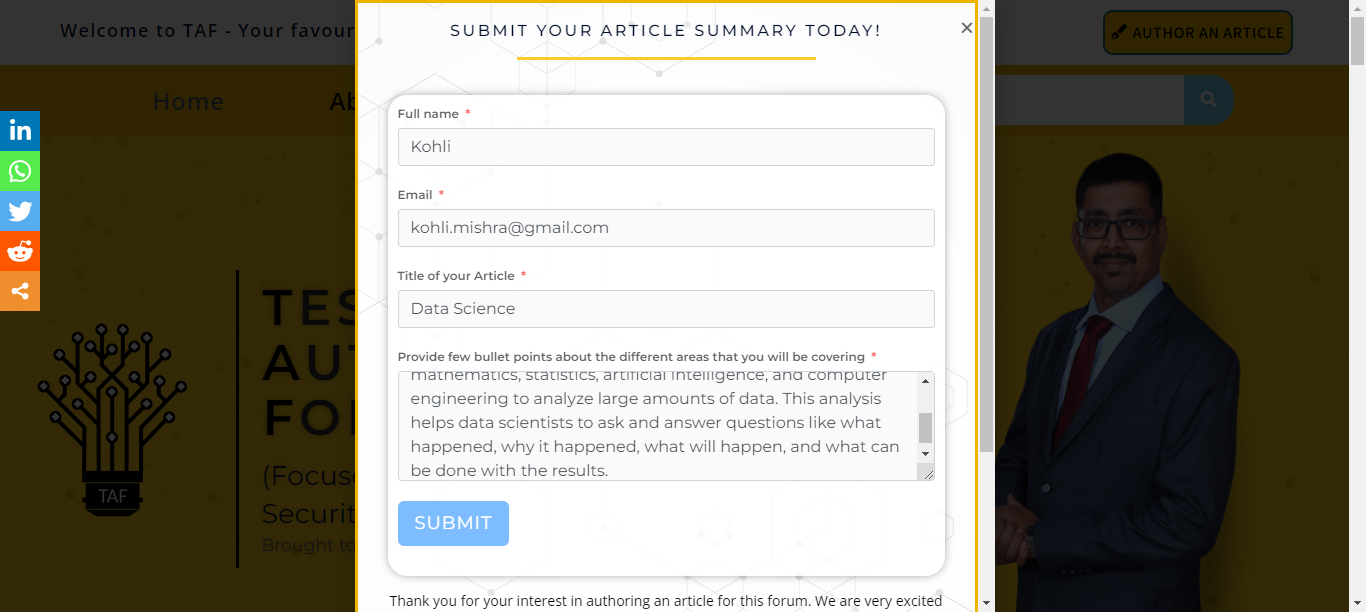 Welcome to TAF - Your favour
SUBMIT YOUR ARTICLE SUMMARY TODAY!
×
AUTHOR AN ARTICLE
Home
Ab
Full name *
Kohli
Email *
kohli.mishra@gmail.com
Title of your Article *
Data Science
Provide few bullet points about the different areas that you will be covering *
mathematics, statistics, artificial intelligence, and computer
engineering to analyze large amounts of data. This analysis
helps data scientists to ask and answer questions like what
happened, why it happened, what will happen, and what can
be done with the results.
SUBMIT
Thank you for your interest in authoring an article for this forum. We are very excited
in
TES
AU
FO
(Focuse
Securit
Brought to
TAF